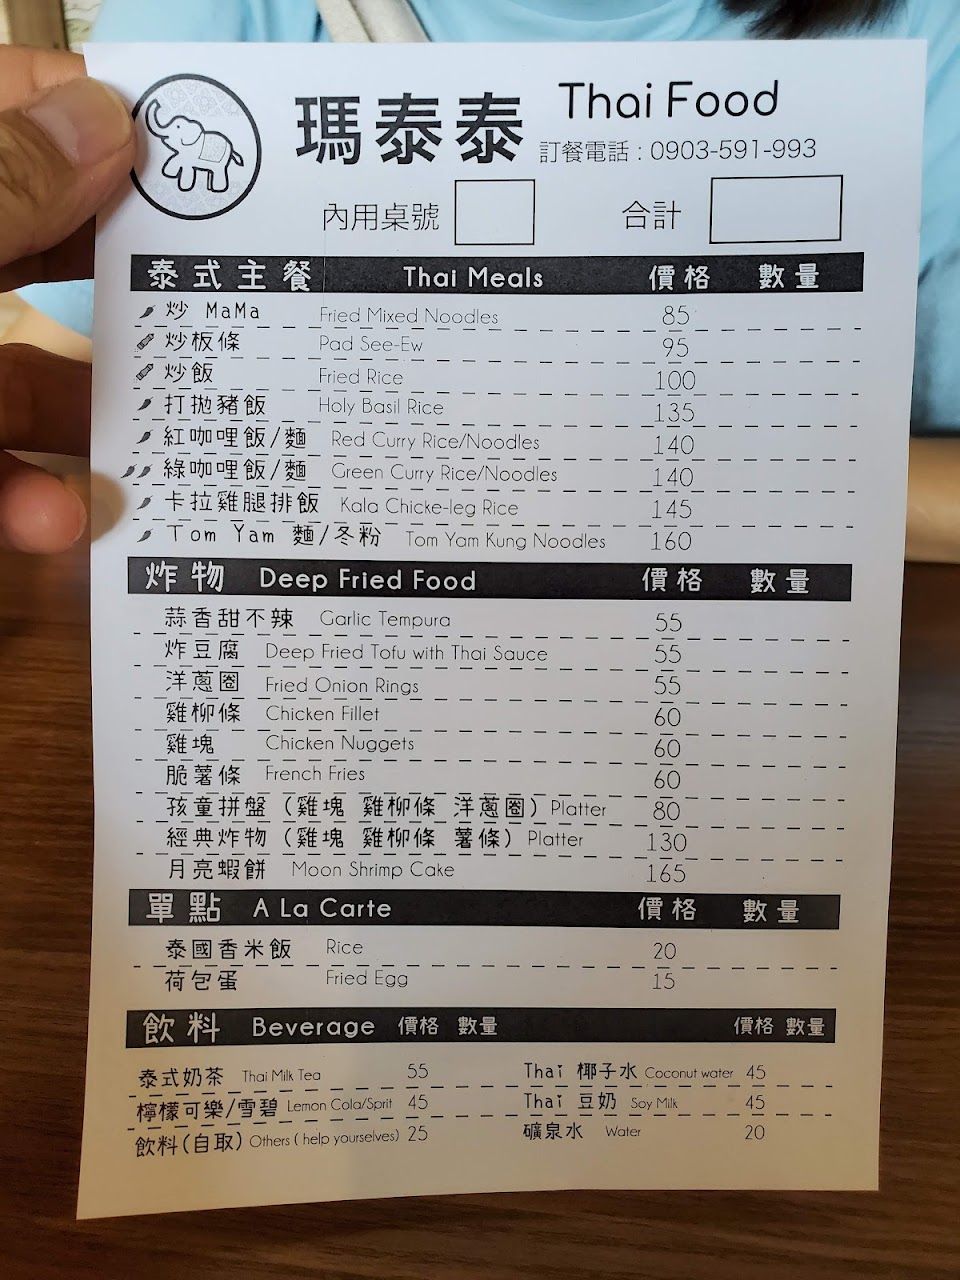 瑪泰泰 Thai Food
訂餐電話 : 0903-591-993
內用桌號 合計
泰式主餐 Thai Meals 價格 數量
炒 MaMa Fried Mixed Noodles 85
炒板條 Pad See-Ew 95
炒飯 Fried Rice 100
打拋豬飯 Holy Basil Rice 135
紅咖哩飯/麵 Red Curry Rice/Noodles 140
綠咖哩飯/麵 Green Curry Rice/Noodles 140
卡拉雞腿排飯 Kala Chicke-leg Rice 145
Tom Yam 麵/冬粉 Tom Yam Kung Noodles 160
炸物 Deep Fried Food 價格 數量
蒜香甜不辣 Garlic Tempura 55
炸豆腐 Deep Fried Tofu with Thai Sauce 55
洋蔥圈 Fried Onion Rings 55
雞柳條 Chicken Fillet 60
雞塊 Chicken Nuggets 60
脆薯條 French Fries 60
孩童拼盤 (雞塊 雞柳條 洋蔥圈) Platter 80
經典炸物 (雞塊 雞柳條 薯條) Platter 130
月亮蝦餅 Moon Shrimp Cake 165
單點 A La Carte 價格 數量
泰國香米飯 Rice 20
荷包蛋 Fried Egg 15
飲料 Beverage 價格 數量 價格 數量
泰式奶茶 Thai Milk Tea 55 Thai 椰子水 Coconut water 45
檸檬可樂/雪碧 Lemon Cola/Sprit 45 Thai 豆奶 Soy Milk 45
飲料(自取) Others ( help yourselves) 25 礦泉水 Water 20